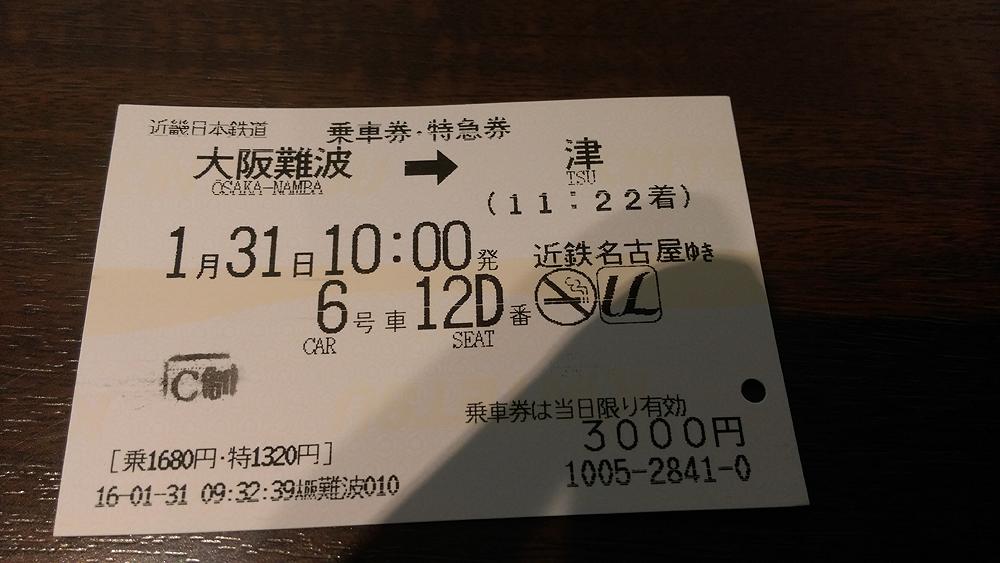 近畿日本鉄道 乗車券・特急券
大阪難波 → 津
OSAKA-NAMBA TSU
(11:22着)
1月31日10:00発 近鉄名古屋ゆき
6号車12D番 UL
CAR SEAT
C制
乗車券は当日限り有効
3000円
[乗1680円・特1320円]
1005-2841-0
16-01-31 09:32:39大阪難波010